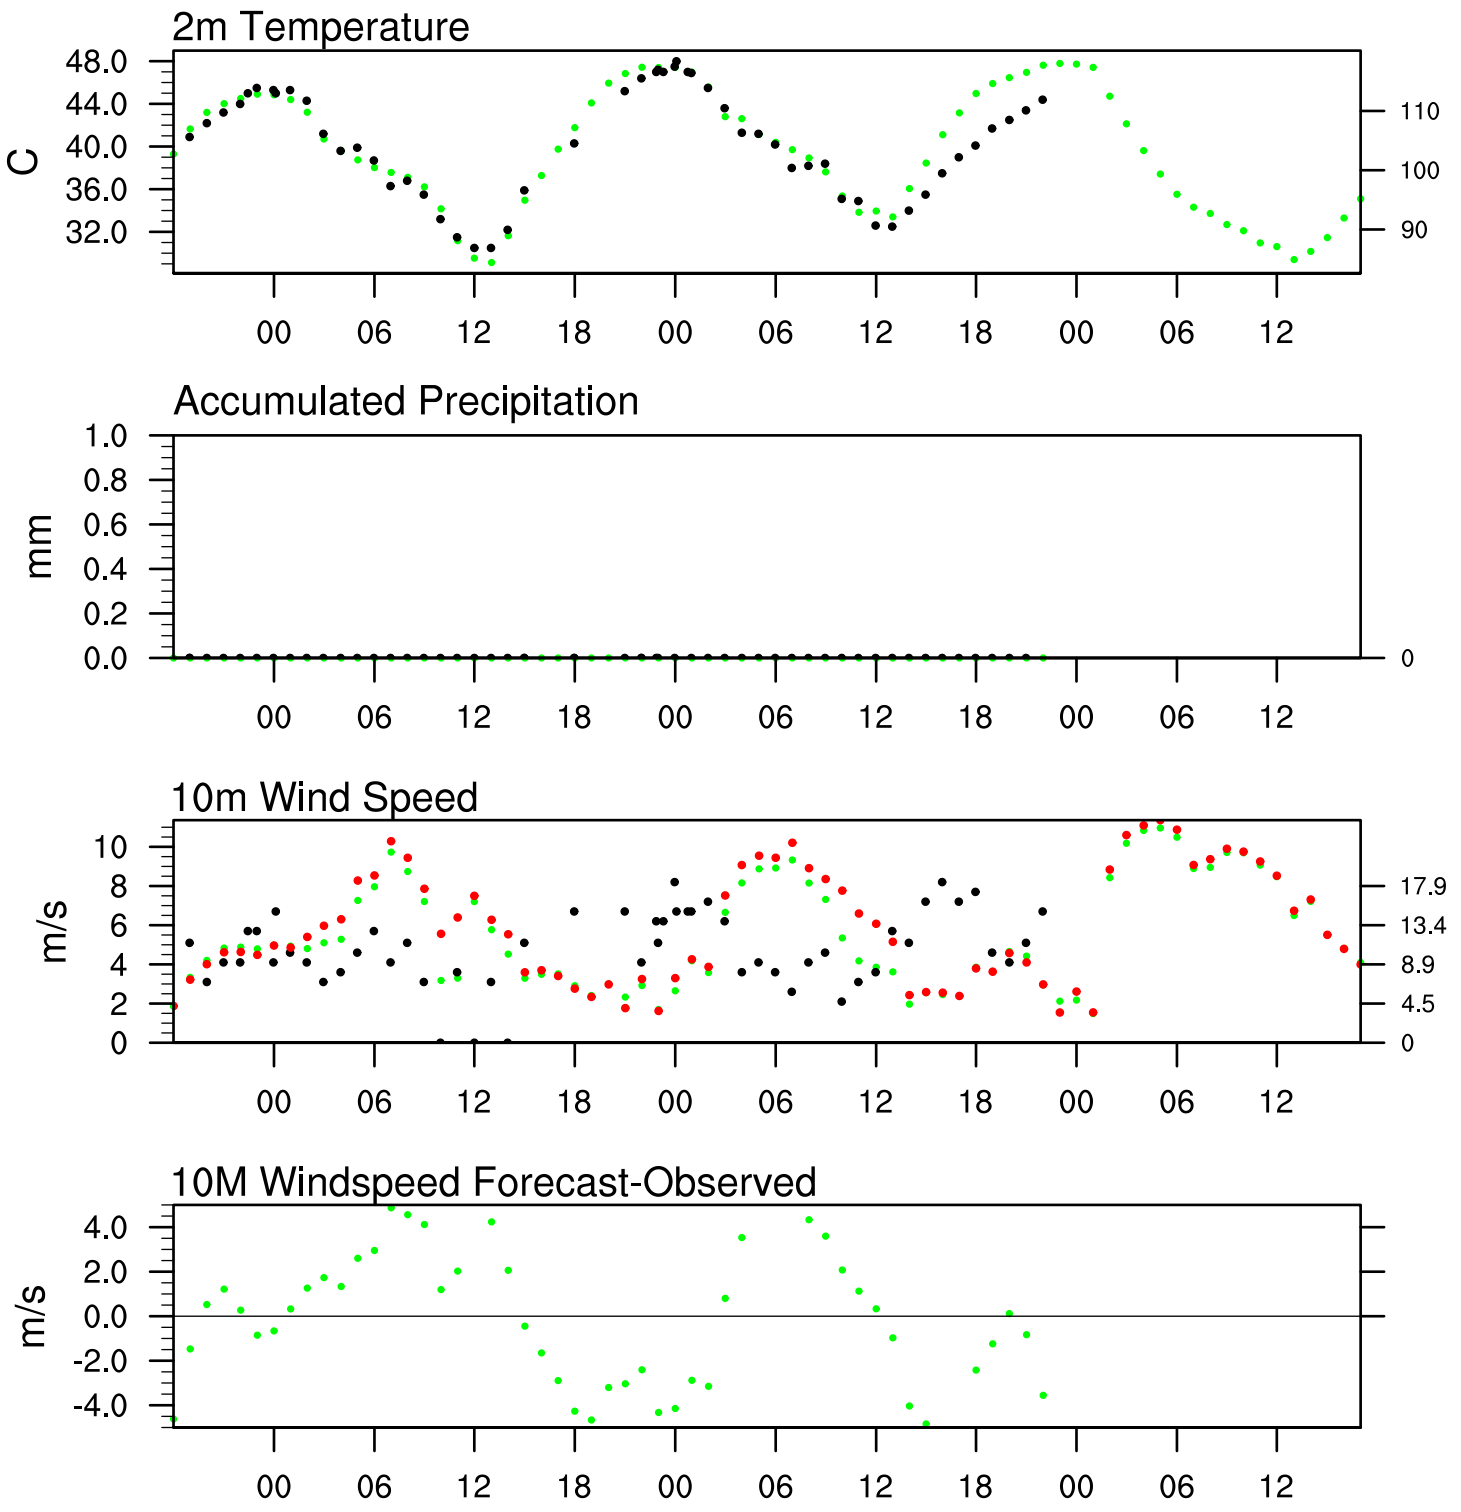 2m Temperature
48.0
44.0
40.0
36.0
32.0
C
110
100
90
00 06 12 18 00 06 12 18 00 06 12
Accumulated Precipitation
1.0
0.8
0.6
0.4
0.2
0.0
mm
0
00 06 12 18 00 06 12 18 00 06 12
10m Wind Speed
10
8
6
4
2
0
m/s
17.9
13.4
8.9
4.5
0
00 06 12 18 00 06 12 18 00 06 12
10M Windspeed Forecast-Observed
4.0
2.0
0.0
-2.0
-4.0
m/s
00 06 12 18 00 06 12 18 00 06 12